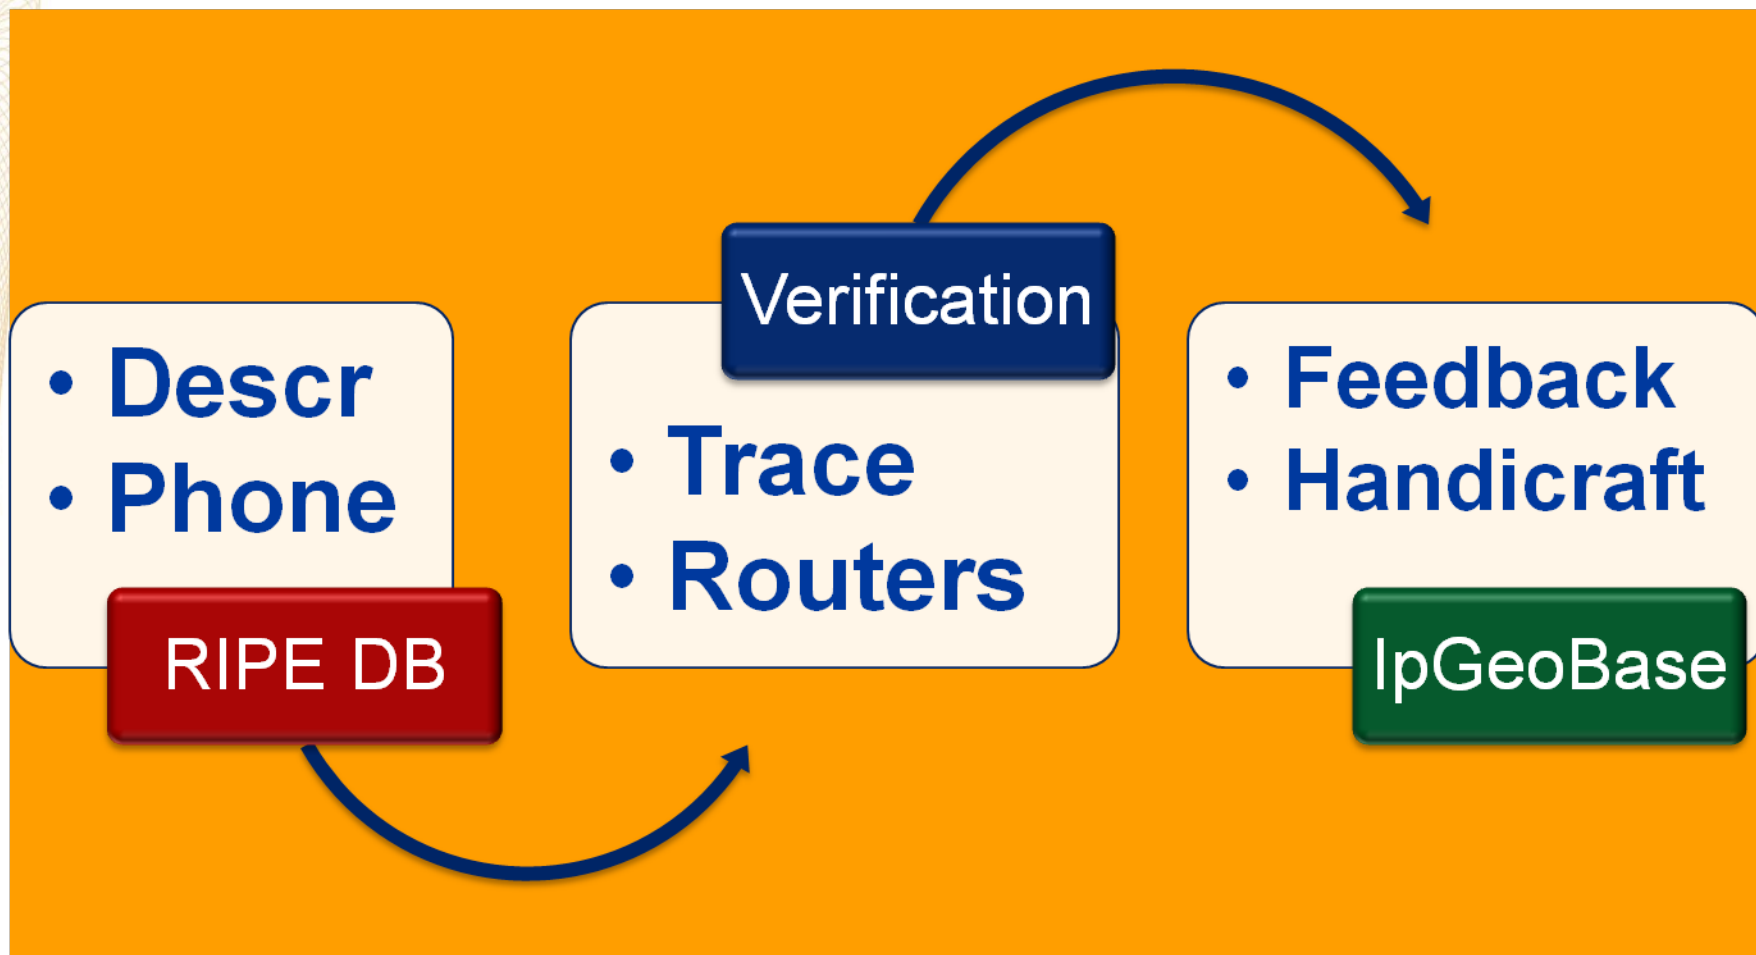 • Descr
• Phone
RIPE DB
Verification
• Trace
• Routers
• Feedback
• Handicraft
IpGeoBase